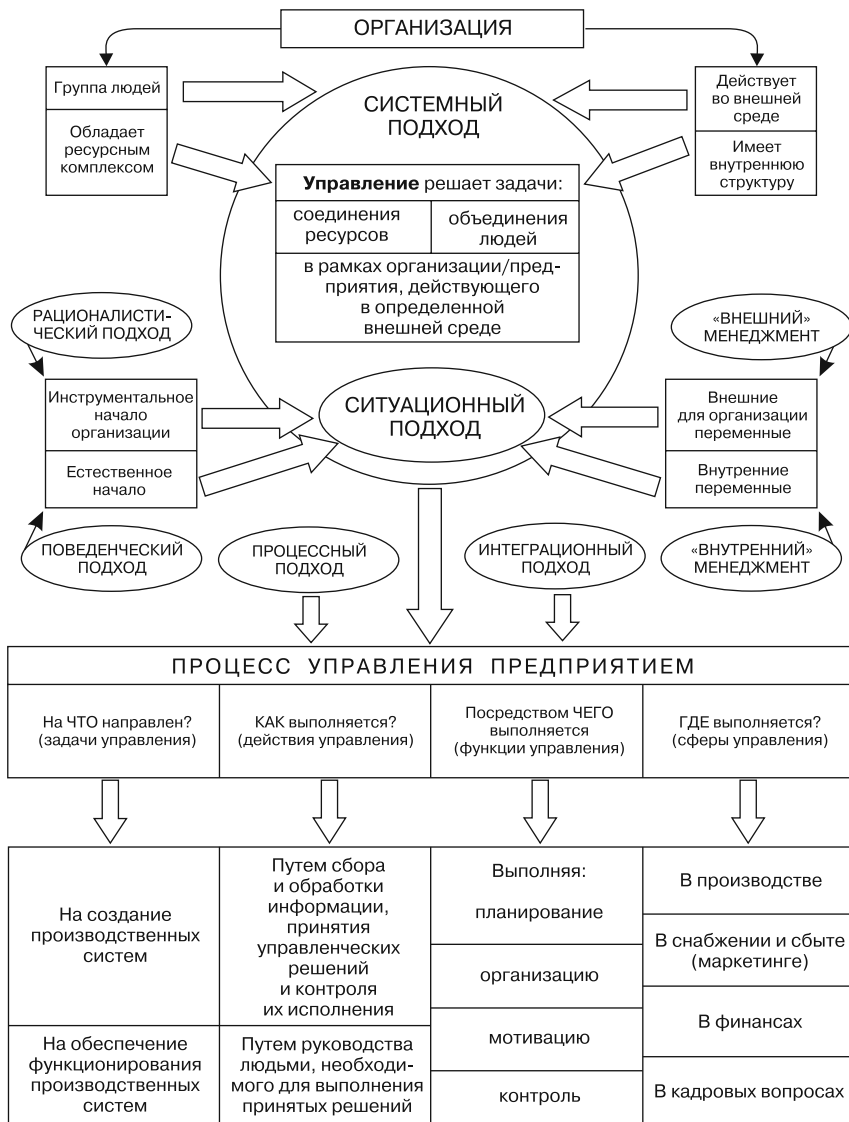 ОРГАНИЗАЦИЯ
Группа людей
Обладает
ресурсным
комплексом
Действует
во внешней
среде
Имеет
внутреннюю
структуру
СИСТЕМНЫЙ
ПОДХОД
Управление решает задачи:
соединения
ресурсов
объединения
людей
в рамках организации/пред-
приятия, действующего
в определенной
внешней среде
РАЦИОНАЛИСТИ-
ЧЕСКИЙ ПОДХОД
«ВНЕШНИЙ»
МЕНЕДЖМЕНТ
Инструментальное
начало
организации
Естественное
начало
СИТУАЦИОННЫЙ
ПОДХОД
Внешние
для организации
переменные
Внутренние
переменные
ПОВЕДЕНЧЕСКИЙ
ПОДХОД
ПРОЦЕССНЫЙ
ПОДХОД
ИНТЕГРАЦИОННЫЙ
ПОДХОД
«ВНУТРЕННИЙ»
МЕНЕДЖМЕНТ
ПРОЦЕСС УПРАВЛЕНИЯ ПРЕДПРИЯТИЕМ
На ЧТО направлен?
(задачи управления)
КАК выполняется?
(действия управления)
Посредством ЧЕГО
выполняется
(функции управления)
ГДЕ выполняется?
(сферы управления)
На создание
производственных
систем
На обеспечение
функционирования
производственных
систем
Путем сбора
и обработки
информации,
принятия
управленческих
решений
и контроля
их исполнения
Путем руководства
людьми, необходи-
мого для выполнения
принятых решений
Выполняя:
планирование
организацию
мотивацию
контроль
В производстве
В снабжении и сбыте
(маркетинге)
В финансах
В кадровых вопросах